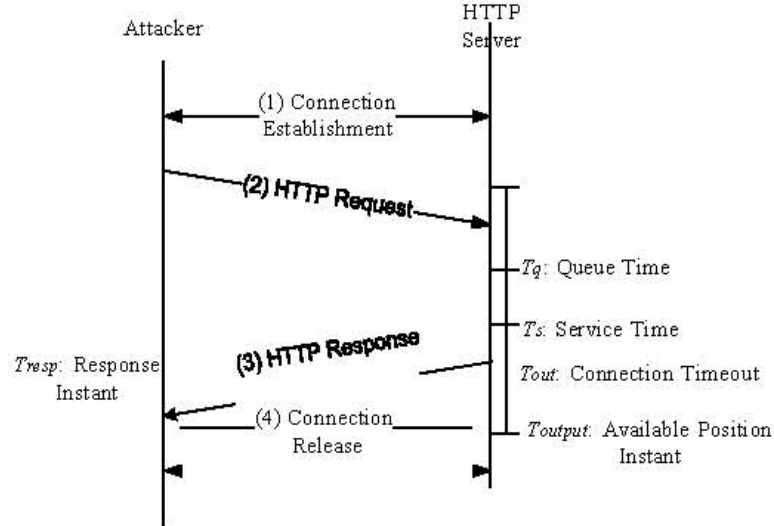 Attacker
HTTP
Server
(1) Connection
Establishment
(2) HTTP Request
Tq: Queue Time
Ts: Service Time
(3) HTTP Response
Tresp: Response
Instant
Tout: Connection Timeout
(4) Connection
Release
Toutput: Available Position
Instant